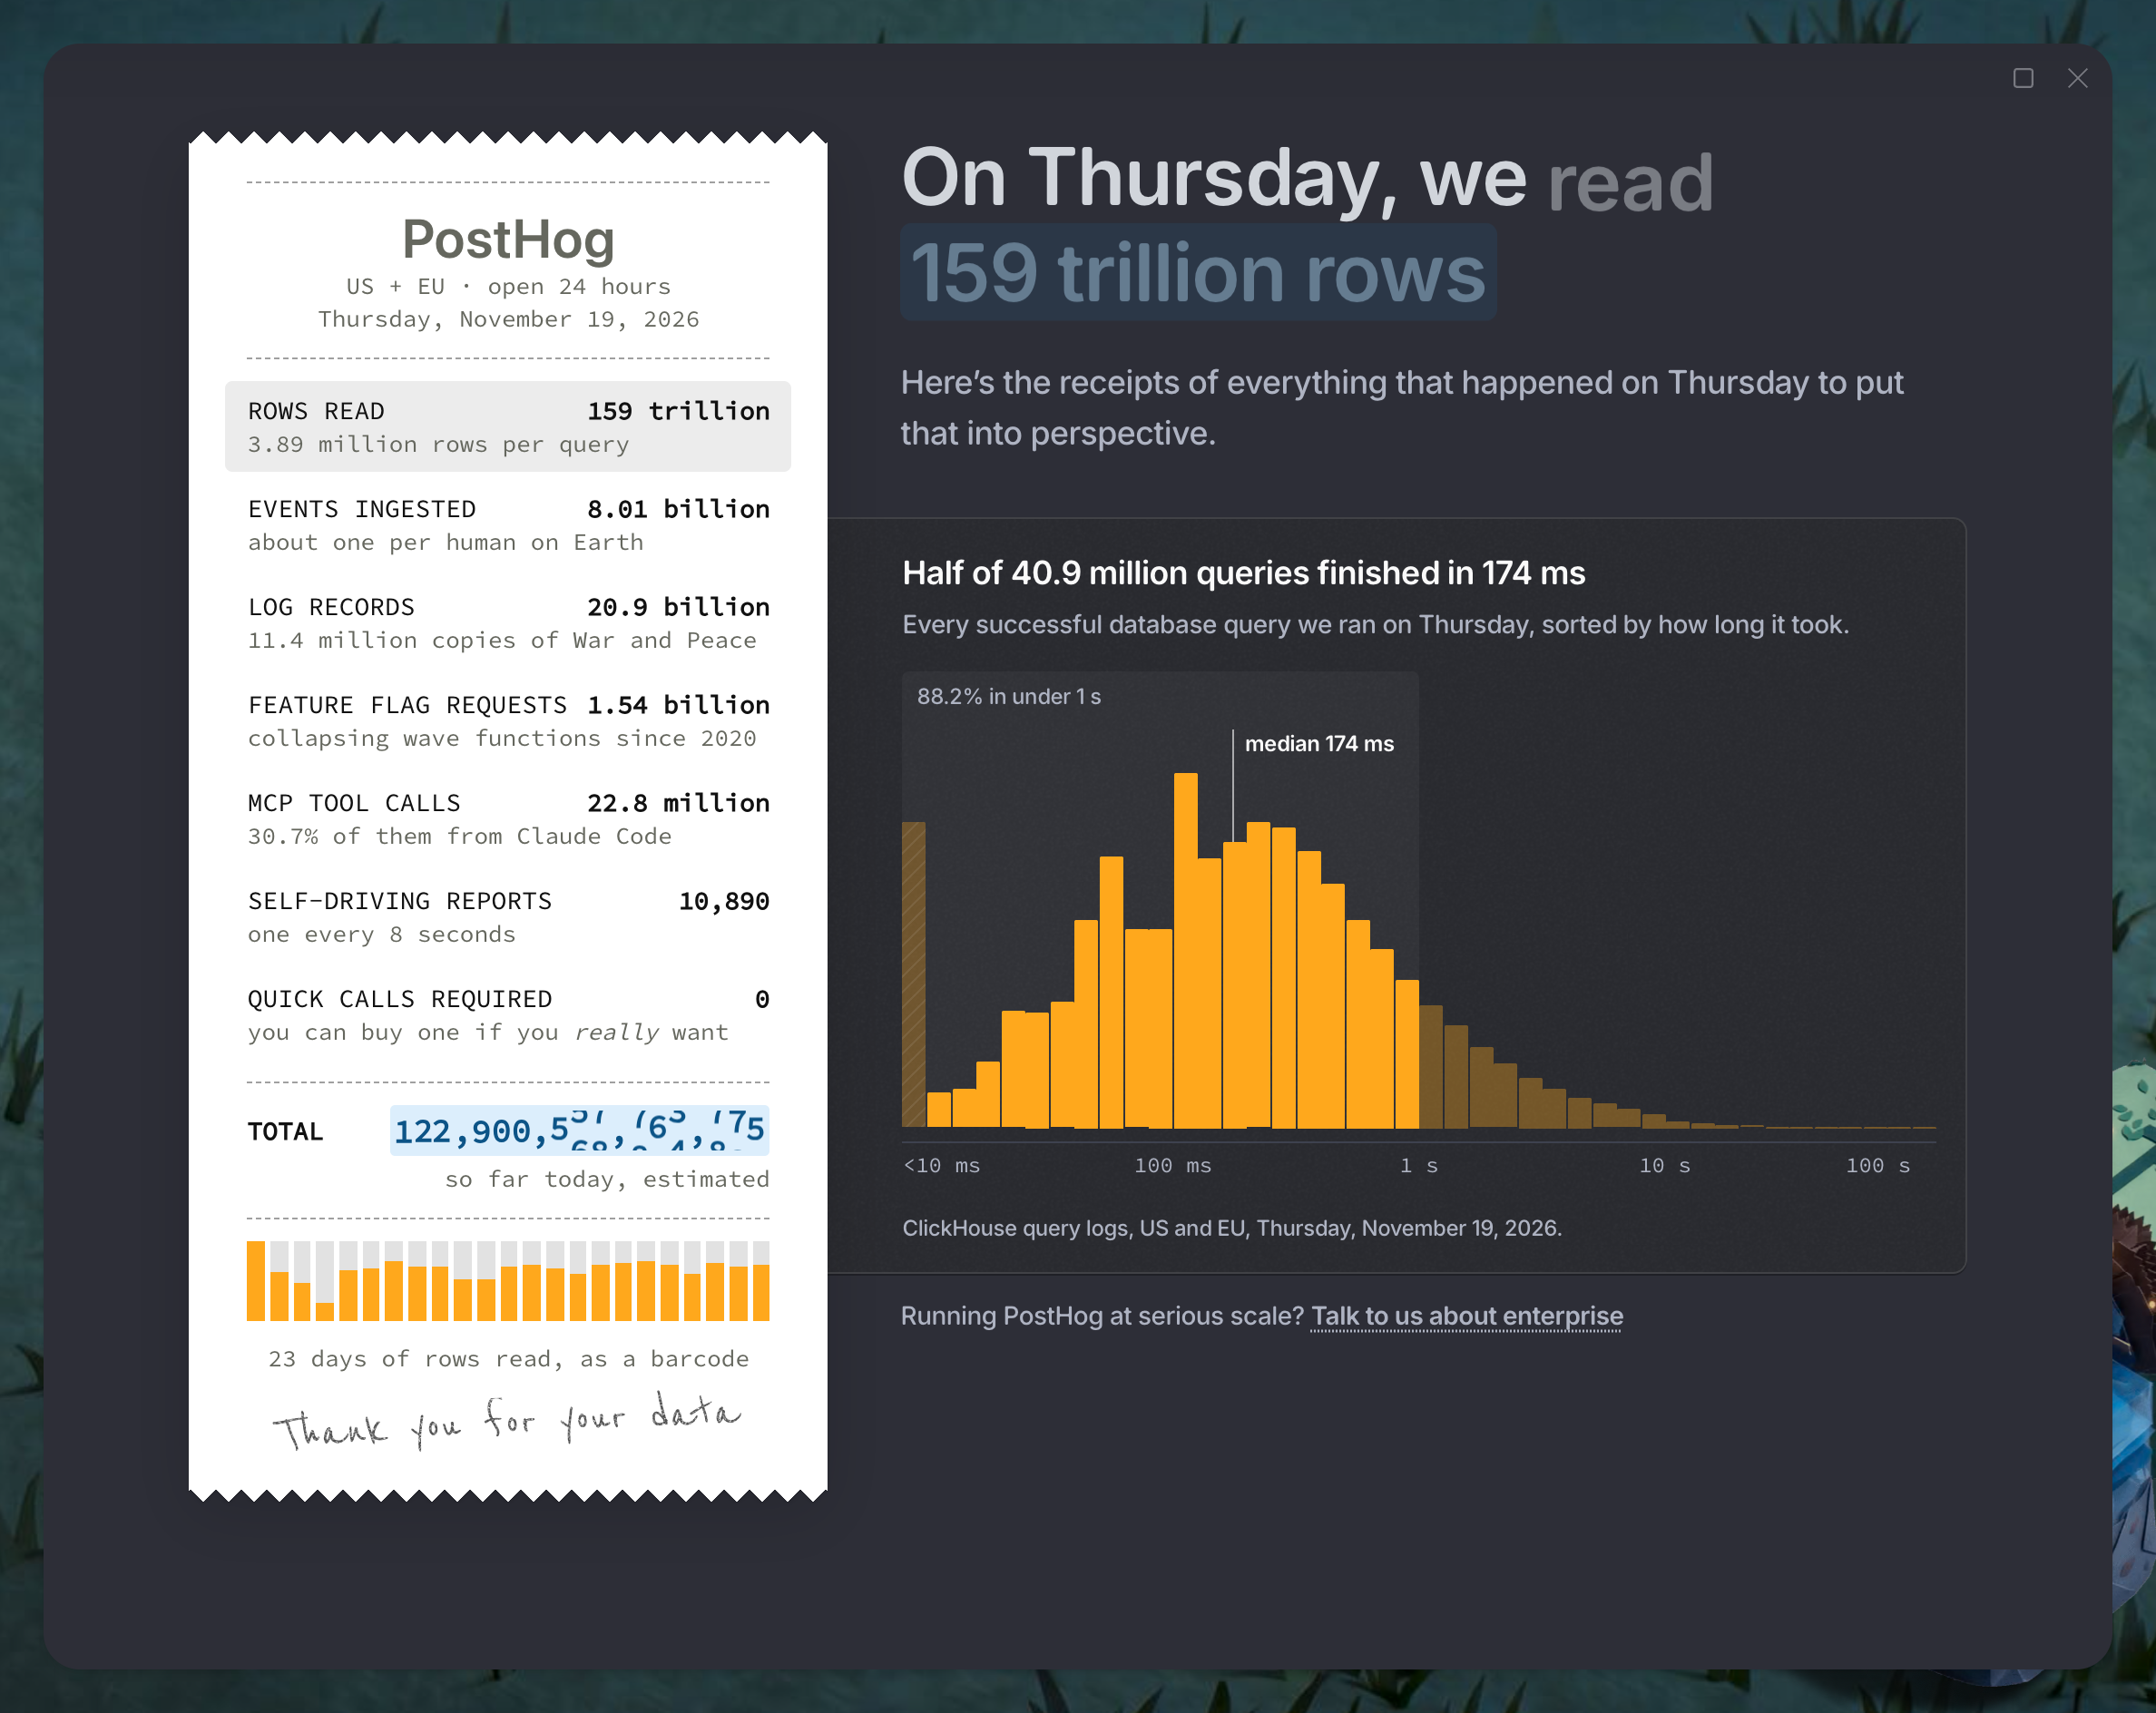 PostHog
US + EU · open 24 hours
Thursday, November 19, 2026
ROWS READ 159 trillion
3.89 million rows per query
EVENTS INGESTED 8.01 billion
about one per human on Earth
LOG RECORDS 20.9 billion
11.4 million copies of War and Peace
FEATURE FLAG REQUESTS 1.54 billion
collapsing wave functions since 2020
MCP TOOL CALLS 22.8 million
30.7% of them from Claude Code
SELF-DRIVING REPORTS 10,890
one every 8 seconds
QUICK CALLS REQUIRED 0
you can buy one if you really want
TOTAL
so far today, estimated
23 days of rows read, as a barcode
Thank you for your data
On Thursday, we read
159 trillion rows
Here’s the receipts of everything that happened on Thursday to put
that into perspective.
Half of 40.9 million queries finished in 174 ms
Every successful database query we ran on Thursday, sorted by how long it took.
88.2% in under 1 s
median 174 ms
<10 ms 100 ms 1 s 10 s 100 s
ClickHouse query logs, US and EU, Thursday, November 19, 2026.
Running PostHog at serious scale? Talk to us about enterprise